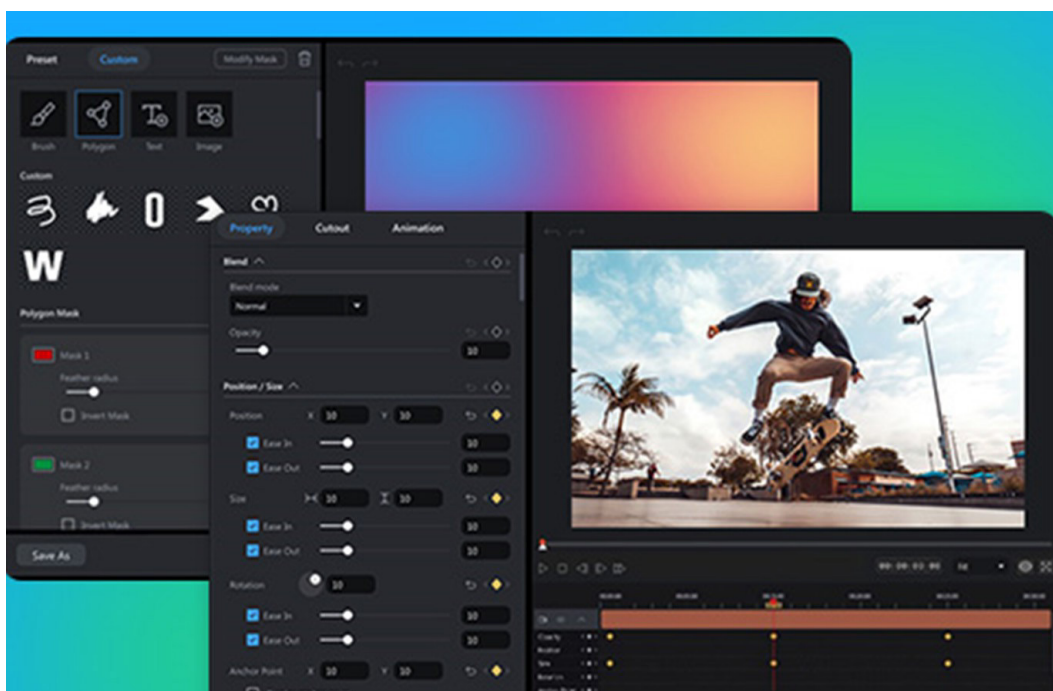 Preset Custom Modify Mask
Brush Polygon Text Image
Custom
W
Polygon Mask
Mask 1
Feather radius
Invert Mask
Mask 2
Feather radius
Invert Mask
Save As
Property Cutout Animation
Blend
Blend mode
Normal
Opacity
10
Position / Size
Position X 10 Y 10
Ease In 10
Ease Out 10
Size 10 10
Ease In 10
Ease Out 10
Rotation 10
Ease In 10
Ease Out 10
Anchor Point X 10 Y 10
00:00:03:00 Fit
Opacity
Position
Size
Rotation